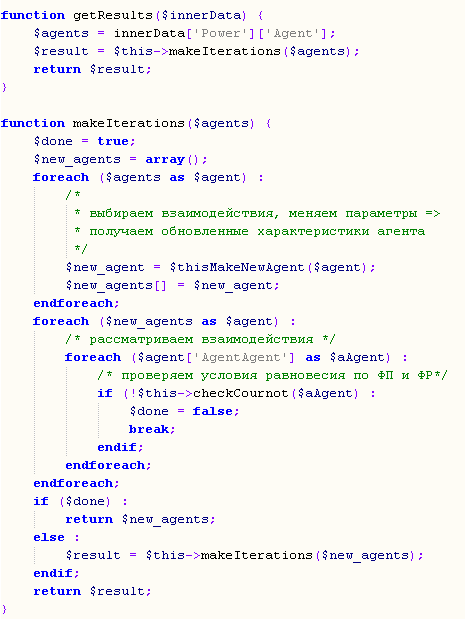 function getResults($innerData) {
    $agents = innerData['Power']['Agent'];
    $result = $this->makeIterations($agents);
    return $result;
}

function makeIterations($agents) {
    $done = true;
    $new_agents = array();
    foreach ($agents as $agent) :
        /*
         * выбираем взаимодействия, меняем параметры =>
         * получаем обновленные характеристики агента
         */
        $new_agent = $thisMakeNewAgent($agent);
        $new_agents[] = $new_agent;
    endforeach;
    foreach ($new_agents as $agent) :
        /* рассматриваем взаимодействия */
        foreach ($agent['AgentAgent'] as $aAgent) :
            /* проверяем условия равновесия по ФП и ФР*/
            if (!$this->checkCournot($aAgent) :
                $done = false;
                break;
            endif;
        endforeach;
    endforeach;
    if ($done) :
        return $new_agents;
    else :
        $result = $this->makeIterations($new_agents);
    endif;
    return $result;
}